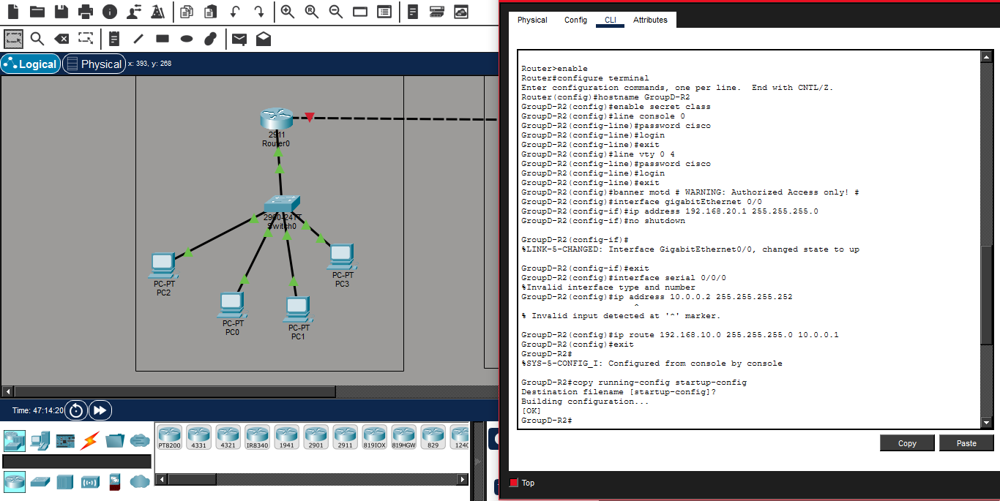 Logical
Physical
x: 393, y: 268
2911
Router0
2960-24TT
Switch0
PC-PT
PC2
PC-PT
PC0
PC-PT
PC1
PC-PT
PC3
Time: 47:14:20
PT8200
4331
4321
IR8340
1941
2901
2911
819IOX
819HGW
829
1240
Physical
Config
CLI
Attributes
Router>enable
Router#configure terminal
Enter configuration commands, one per line.  End with CNTL/Z.
Router(config)#hostname GroupD-R2
GroupD-R2(config)#enable secret class
GroupD-R2(config)#line console 0
GroupD-R2(config-line)#password cisco
GroupD-R2(config-line)#login
GroupD-R2(config-line)#exit
GroupD-R2(config)#line vty 0 4
GroupD-R2(config-line)#password cisco
GroupD-R2(config-line)#login
GroupD-R2(config-line)#exit
GroupD-R2(config)#banner motd # WARNING: Authorized Access only! #
GroupD-R2(config)#interface gigabitEthernet 0/0
GroupD-R2(config-if)#ip address 192.168.20.1 255.255.255.0
GroupD-R2(config-if)#no shutdown
GroupD-R2(config-if)#
%LINK-5-CHANGED: Interface GigabitEthernet0/0, changed state to up
GroupD-R2(config-if)#exit
GroupD-R2(config)#interface serial 0/0/0
%Invalid interface type and number
GroupD-R2(config)#ip address 10.0.0.2 255.255.255.252
^
% Invalid input detected at '^' marker.
GroupD-R2(config)#ip route 192.168.10.0 255.255.255.0 10.0.0.1
GroupD-R2(config)#exit
GroupD-R2#
%SYS-5-CONFIG_I: Configured from console by console
GroupD-R2#copy running-config startup-config
Destination filename [startup-config]?
Building configuration...
[OK]
GroupD-R2#
Copy
Paste
Top